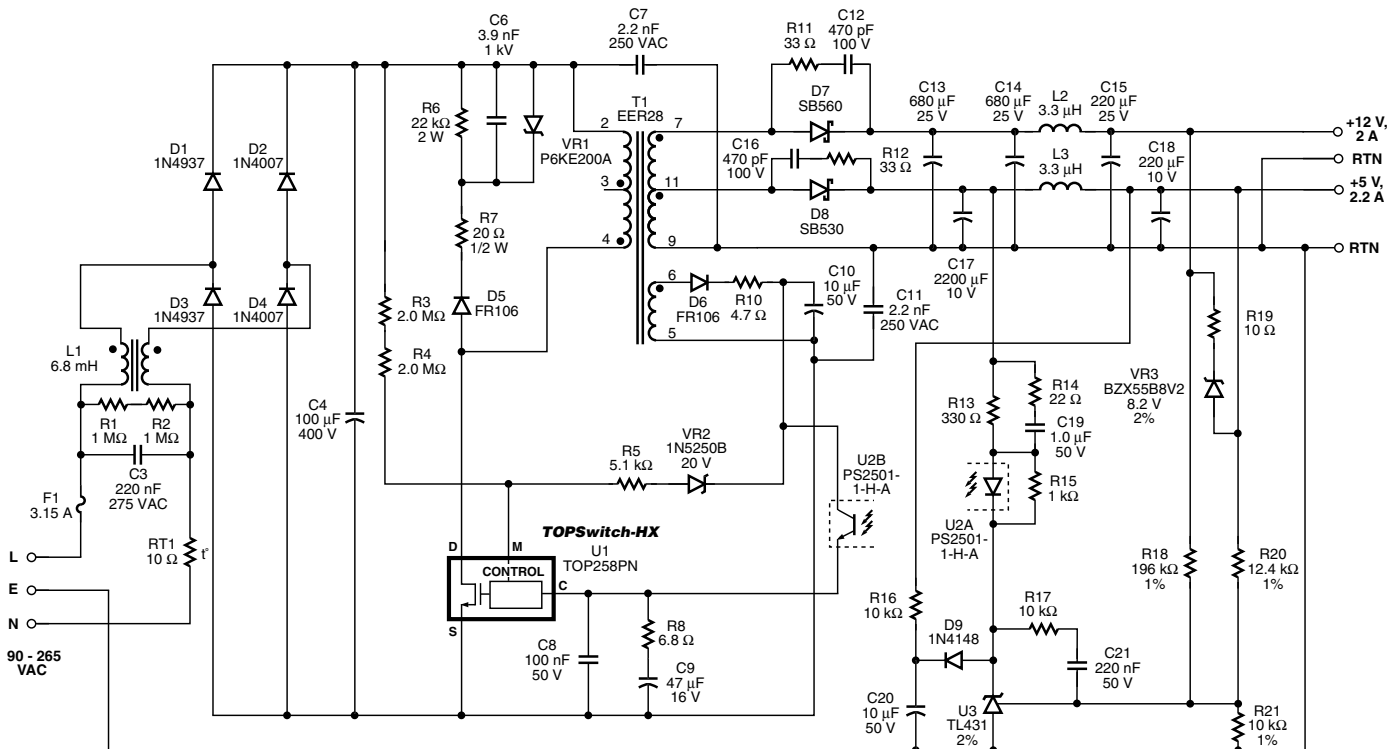 C6
3.9 nF
1 kV
C7
2.2 nF
250 VAC
R11
33 Ω
C12
470 pF
100 V
D7
SB560
C13
680 µF
25 V
C14
680 µF
25 V
L2
3.3 µH
C15
220 µF
25 V
+12 V,
2 A
RTN
+5 V,
2.2 A
RTN
D1
1N4937
D2
1N4007
R6
22 kΩ
2 W
VR1
P6KE200A
T1
EER28
2
3
4
7
11
9
6
5
C16
470 pF
100 V
R12
33 Ω
D8
SB530
L3
3.3 µH
C18
220 µF
10 V
R7
20 Ω
1/2 W
D3
1N4937
D4
1N4007
D5
FR106
R3
2.0 MΩ
R4
2.0 MΩ
D6
FR106
R10
4.7 Ω
C10
10 µF
50 V
C11
2.2 nF
250 VAC
C17
2200 µF
10 V
R19
10 Ω
VR3
BZX55B8V2
8.2 V
2%
L1
6.8 mH
R1
1 MΩ
R2
1 MΩ
C3
220 nF
275 VAC
C4
100 µF
400 V
F1
3.15 A
RT1
10 Ω
t°
L
E
N
90 - 265
VAC
R5
5.1 kΩ
VR2
1N5250B
20 V
R13
330 Ω
R14
22 Ω
C19
1.0 µF
50 V
R15
1 kΩ
U2B
PS2501-
1-H-A
U2A
PS2501-
1-H-A
TOPSwitch-HX
U1
TOP258PN
D
M
CONTROL
C
S
C8
100 nF
50 V
R8
6.8 Ω
C9
47 µF
16 V
R16
10 kΩ
D9
1N4148
R17
10 kΩ
R18
196 kΩ
1%
R20
12.4 kΩ
1%
C20
10 µF
50 V
C21
220 nF
50 V
U3
TL431
2%
R21
10 kΩ
1%